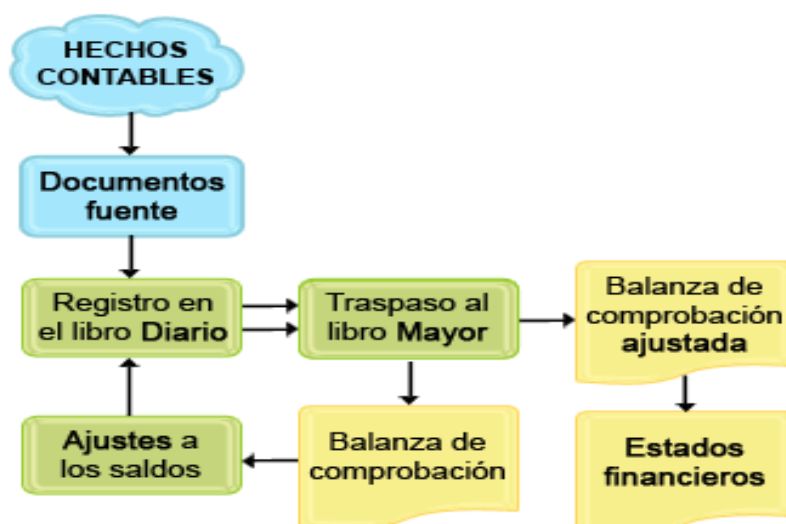 HECHOS
CONTABLES
Documentos
fuente
Registro en
el libro Diario
Traspaso al
libro Mayor
Balanza de
comprobación
ajustada
Ajustes a
los saldos
Balanza de
comprobación
Estados
financieros